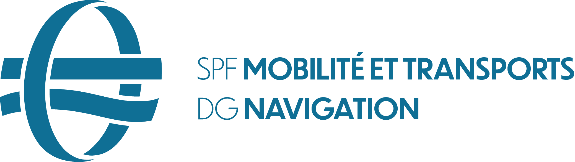 SPF MOBILITÉ ET TRANSPORTS
DG NAVIGATION